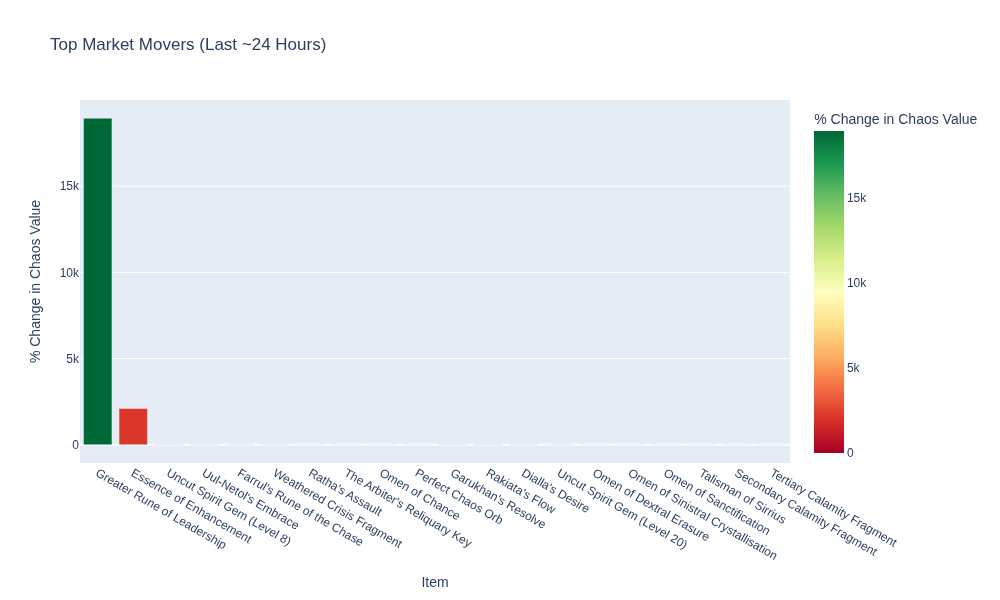 Top Market Movers (Last ~24 Hours)
% Change in Chaos Value
15k
10k
5k
0
% Change in Chaos Value
15k
10k
5k
0
Greater Rune of Leadership
Essence of Enhancement
Uncut Spirit Gem (Level 8)
Uul-Netol's Embrace
Farrul's Rune of the Chase
Weathered Crisis Fragment
Ratha's Assault
The Arbiter's Reliquary Key
Omen of Chance
Perfect Chaos Orb
Garukhan's Resolve
Rakiata's Flow
Dialla's Desire
Uncut Spirit Gem (Level 20)
Omen of Dextral Erasure
Omen of Sinistral Crystallisation
Omen of Sanctification
Talisman of Sirrius
Secondary Calamity Fragment
Tertiary Calamity Fragment
Item